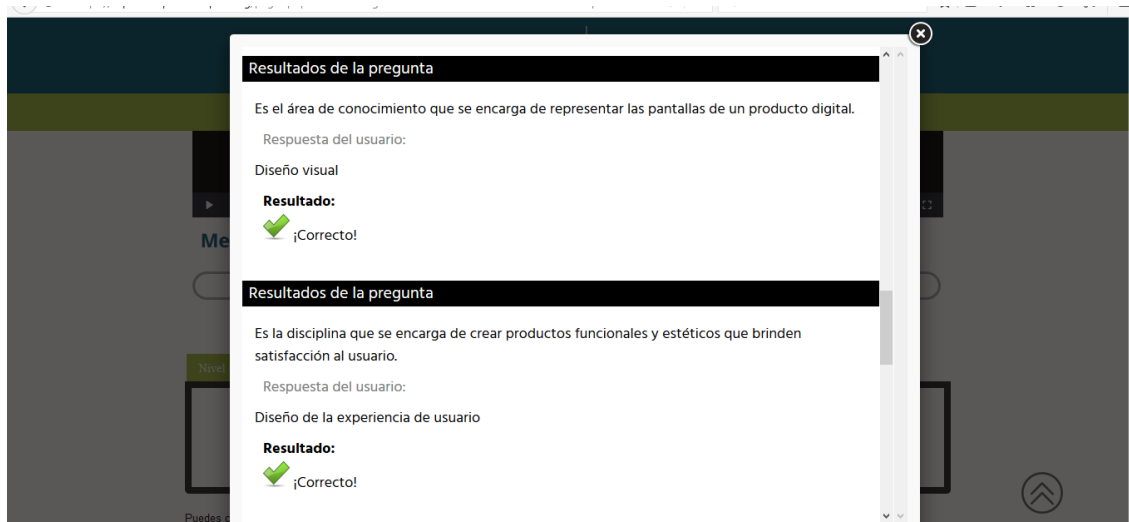 Resultados de la pregunta
Es el área de conocimiento que se encarga de representar las pantallas de un producto digital.
Respuesta del usuario:
Diseño visual
Resultado:
¡Correcto!
Me
Resultados de la pregunta
Es la disciplina que se encarga de crear productos funcionales y estéticos que brinden
satisfacción al usuario.
Nivel
Respuesta del usuario:
Diseño de la experiencia de usuario
Resultado:
¡Correcto!
Puedes c